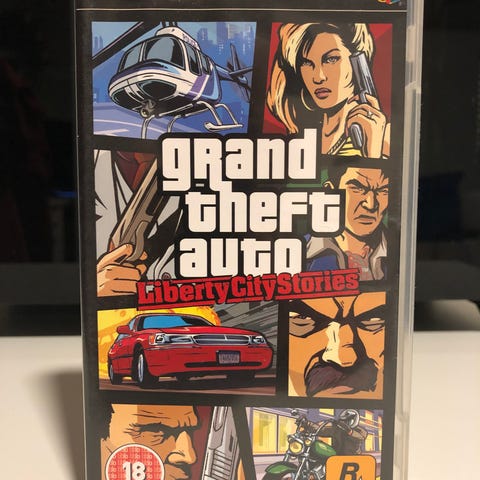 grand
theft
auto
Liberty City Stories
18
R